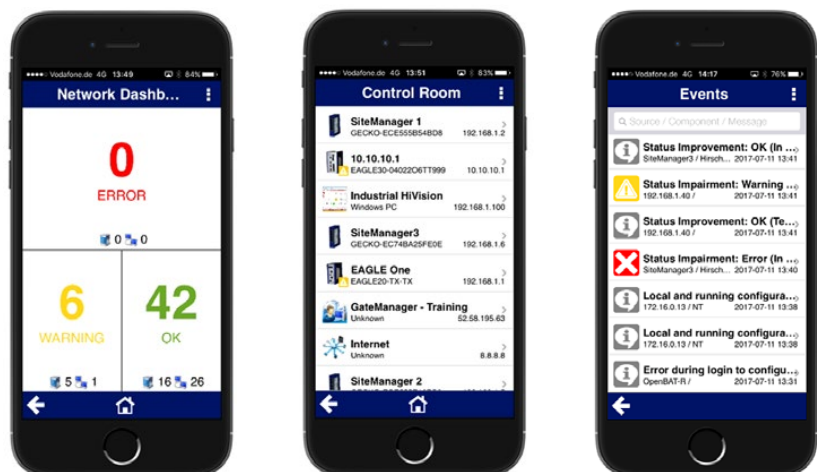 Vodafone.de 4G 13:49 84%
Network Dashb...
0
ERROR
0 0
6
WARNING
5 1
42
OK
16 26
Vodafone.de 4G 13:51 83%
Control Room
SiteManager 1
GECKO-ECE555B54BD8 192.168.1.2
10.10.10.1
EAGLE30-04022O6TT999 10.10.10.1
Industrial HiVision
Windows PC 192.168.1.100
SiteManager3
GECKO-EC74BA25FE0E 192.168.1.6
EAGLE One
EAGLE20-TX-TX 192.168.1.1
GateManager - Training
Unknown 52.58.195.63
Internet
Unknown 8.8.8.8
SiteManager 2
Vodafone.de 4G 14:17 76%
Events
Source / Component / Message
Status Improvement: OK (In ...
SiteManager3 / Hirsch... 2017-07-11 13:41
Status Impairment: Warning ...
192.168.1.40 / 2017-07-11 13:41
Status Improvement: OK (Te...
192.168.1.40 / 2017-07-11 13:41
Status Impairment: Error (In ...
SiteManager3 / Hirsch... 2017-07-11 13:40
Local and running configura...
172.16.0.13 / NT 2017-07-11 13:38
Local and running configura...
172.16.0.13 / NT 2017-07-11 13:38
Error during login to configu...
OpenBAT-R / 2017-07-11 13:31